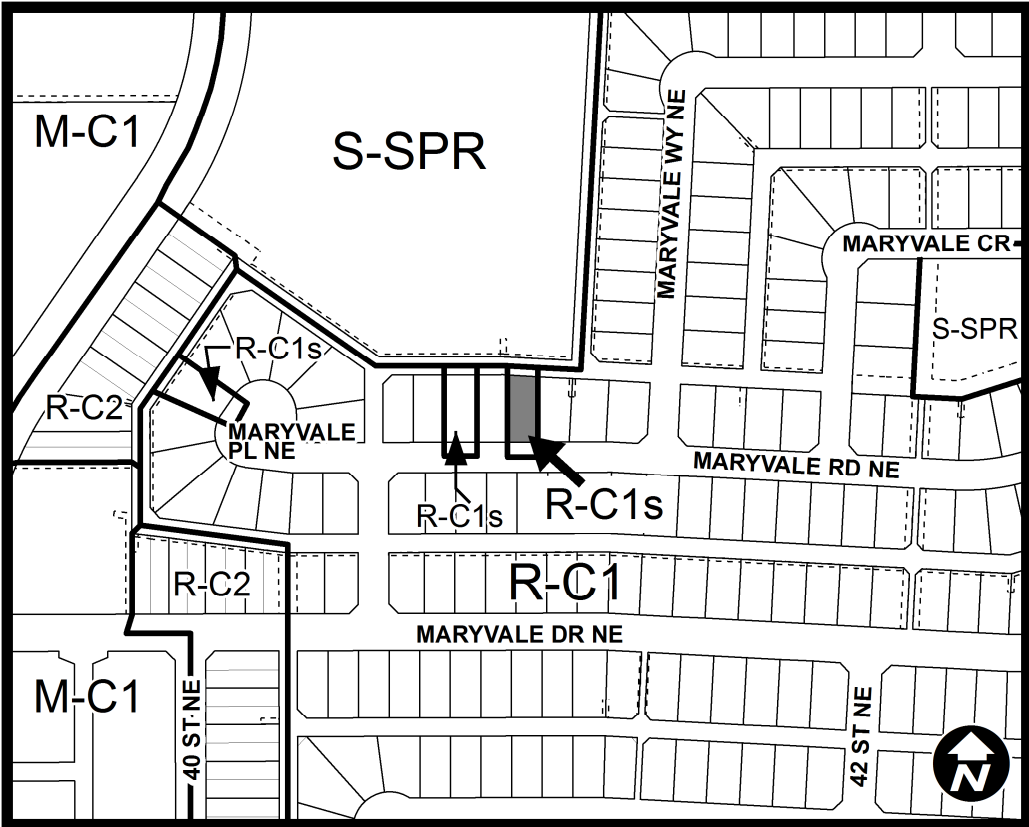 M-C1
S-SPR
MARYVALE WY NE
MARYVALE CR
S-SPR
R-C1s
R-C2
MARYVALE
PL NE
MARYVALE RD NE
R-C1s
R-C1s
R-C2
R-C1
MARYVALE DR NE
M-C1
40 ST NE
42 ST NE
N